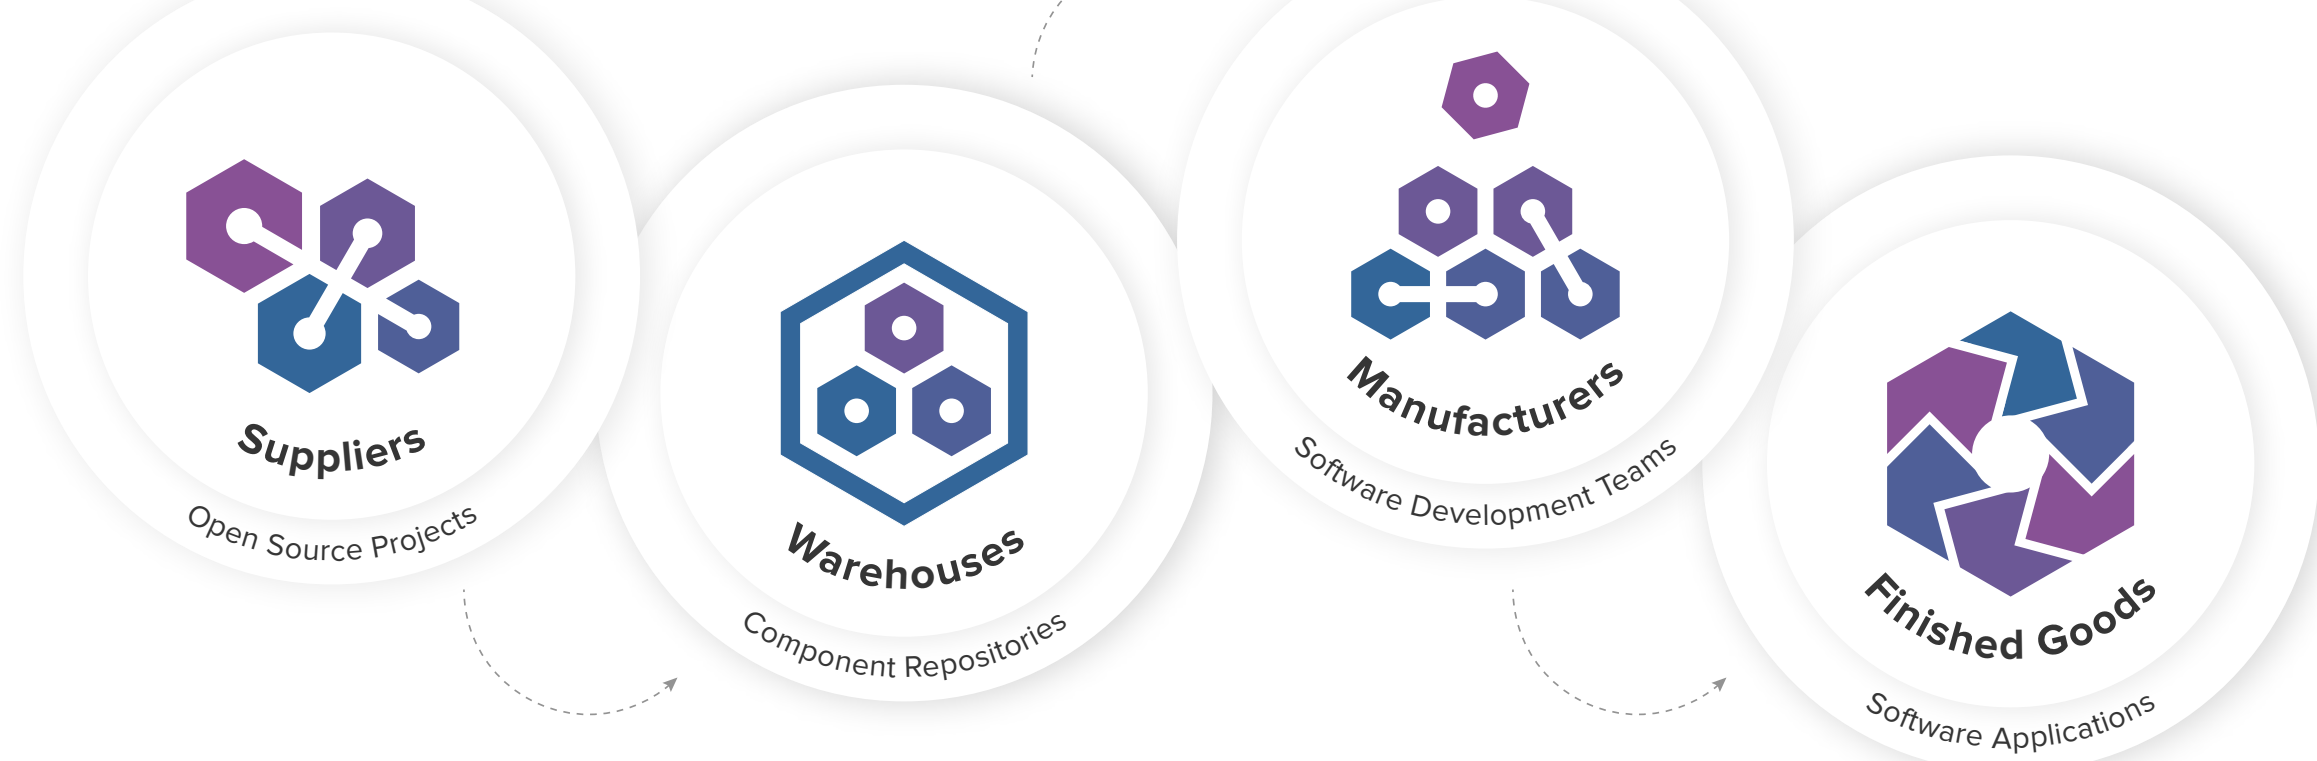 Suppliers
Open Source Projects
Warehouses
Component Repositories
Manufacturers
Software Development Teams
Finished Goods
Software Applications